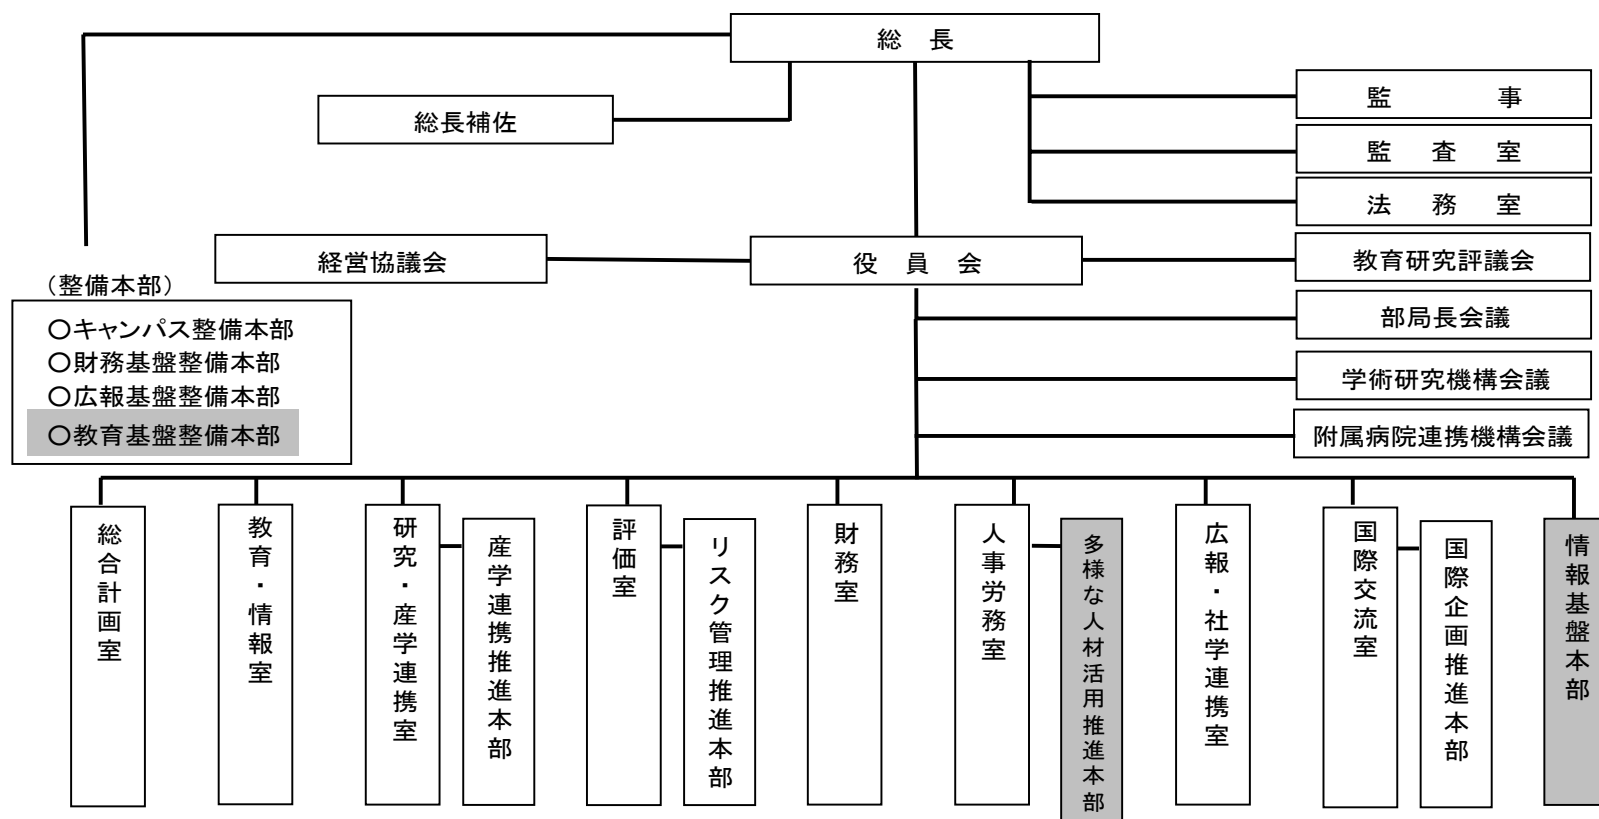 総　長
総長補佐
監　　　事
監　査　室
法　務　室
経営協議会
役　員　会
教育研究評議会
部局長会議
学術研究機構会議
附属病院連携機構会議
（整備本部）
○キャンパス整備本部
○財務基盤整備本部
○広報基盤整備本部
○教育基盤整備本部
総合計画室
教育・情報室
研究・産学連携室
産学連携推進本部
評価室
リスク管理推進本部
財務室
人事労務室
多様な人材活用推進本部
広報・社学連携室
国際交流室
国際企画推進本部
情報基盤本部